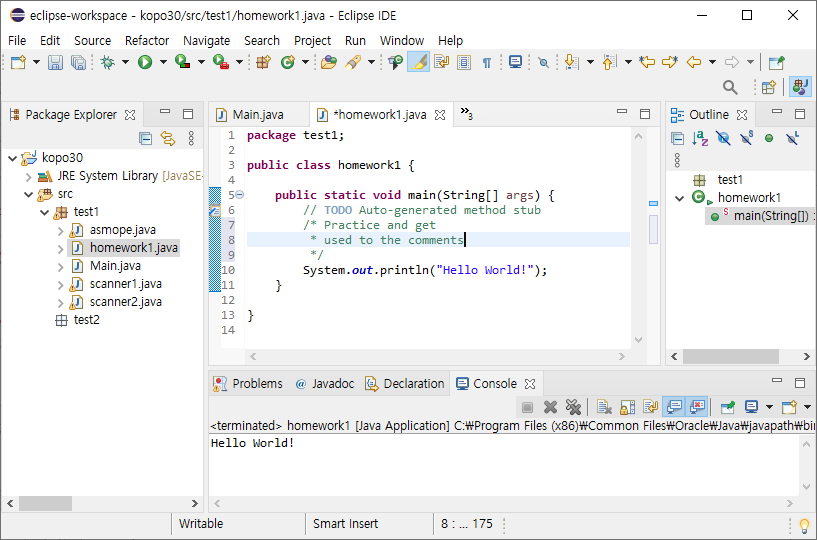 eclipse-workspace - kopo30/src/test1/homework1.java - Eclipse IDE
File Edit Source Refactor Navigate Search Project Run Window Help
Package Explorer
kopo30
JRE System Library [JavaSE-
src
test1
asmope.java
homework1.java
Main.java
scanner1.java
scanner2.java
test2
Main.java *homework1.java »3
1 package test1;
2
3 public class homework1 {
4
5 public static void main(String[] args) {
6 // TODO Auto-generated method stub
7 /* Practice and get
8 * used to the comments
9 */
10 System.out.println("Hello World!");
11 }
12
13 }
14
Outline
test1
homework1
main(String[]) :
Problems @ Javadoc Declaration Console
<terminated> homework1 [Java Application] C:₩Program Files (x86)₩Common Files₩Oracle₩Java₩javapath₩bin
Hello World!
Writable Smart Insert 8 : ... 175